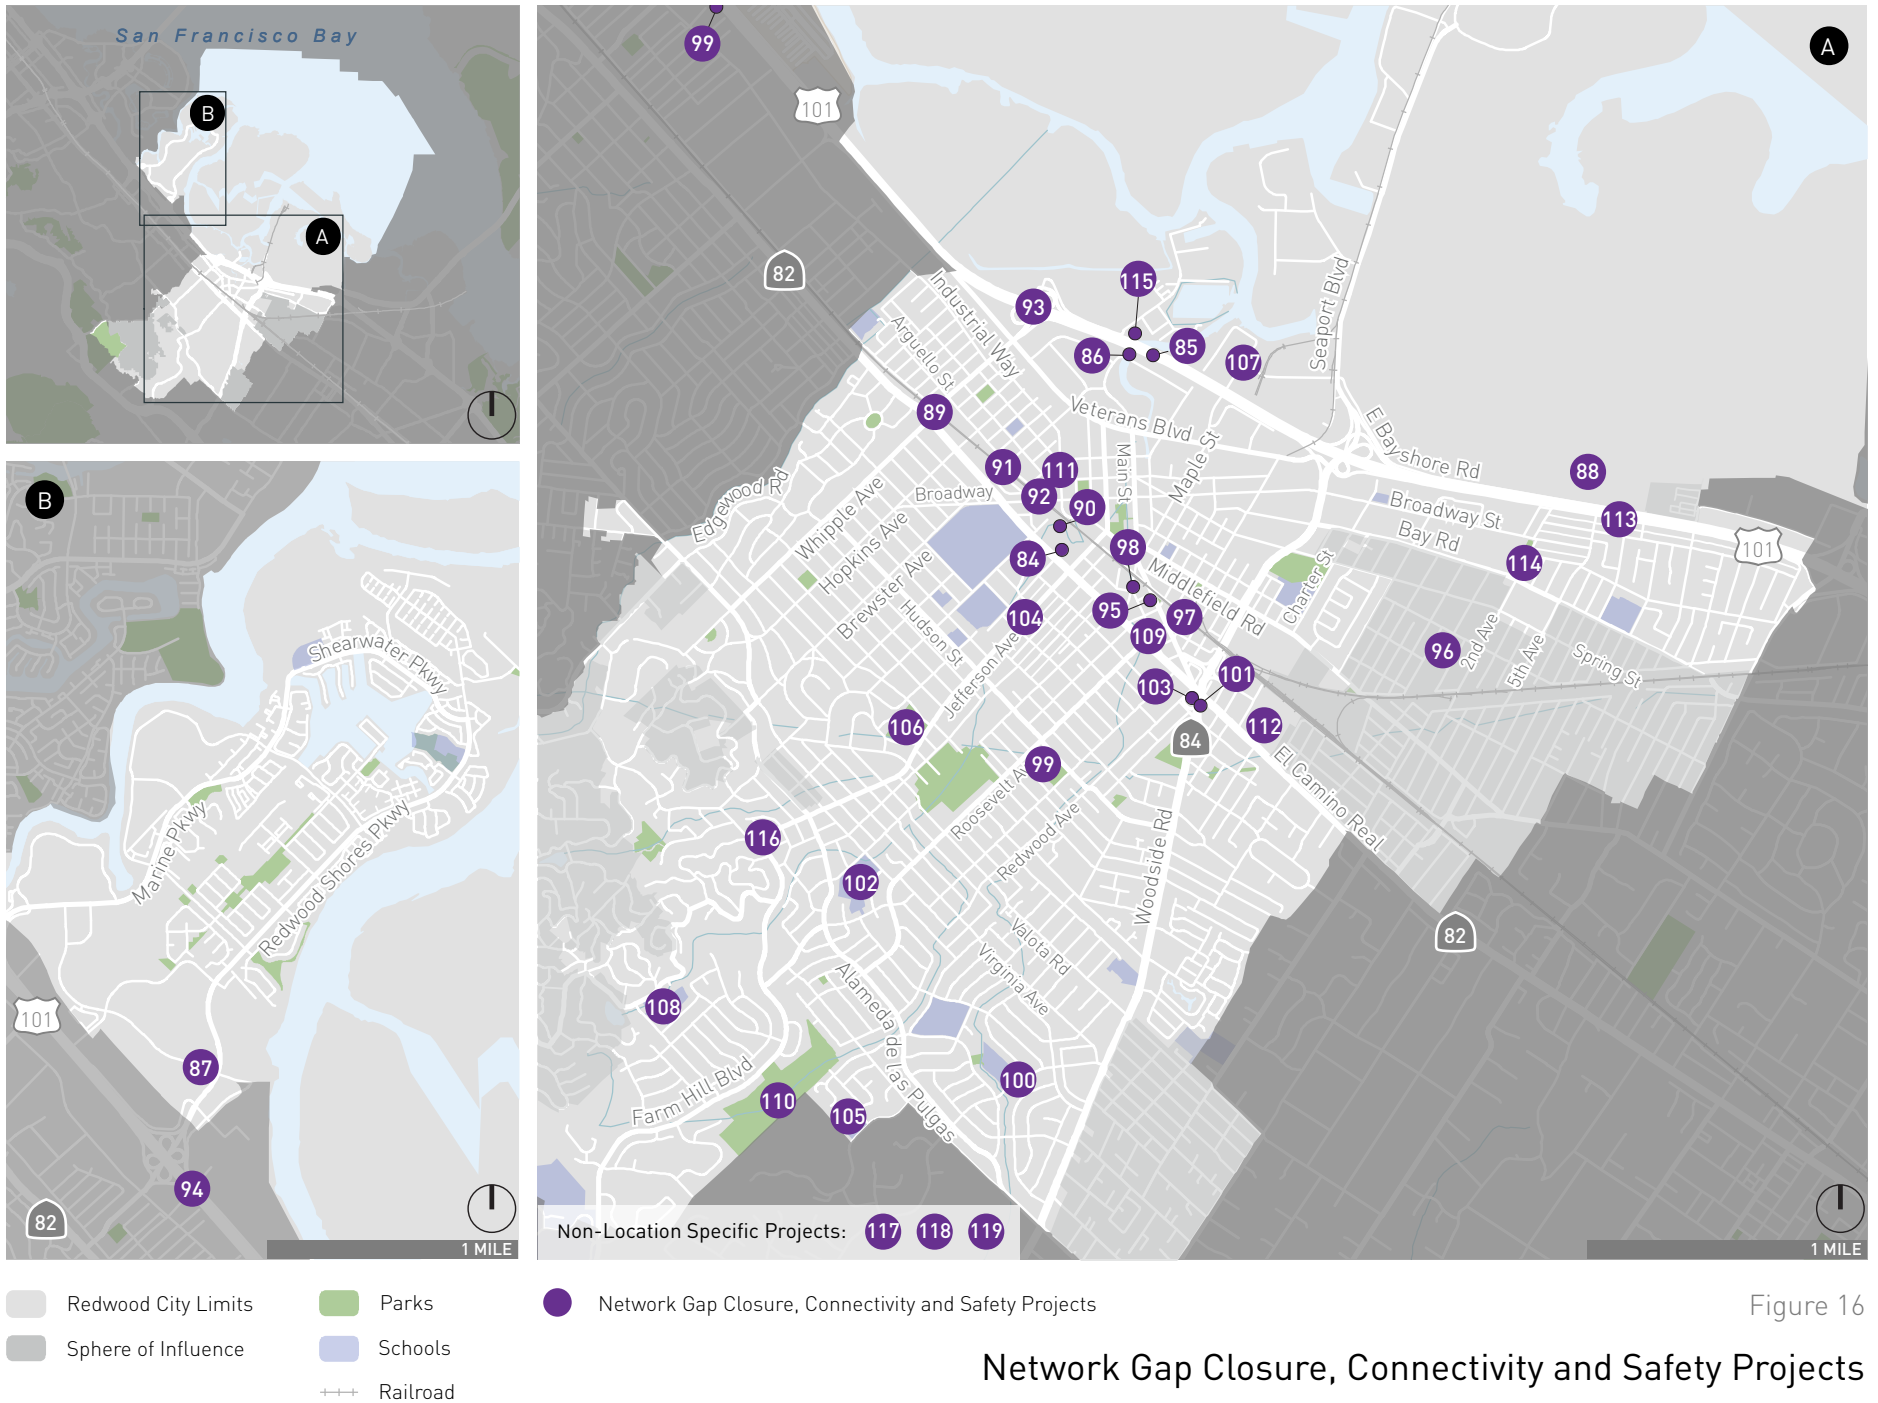 San Francisco Bay
B
A
B
Shearwater Pkwy
Marine Pkwy
Redwood Shores Pkwy
101
87
94
82
1 MILE
A
99
101
82
115
93
86
85
107
Industrial Way
Arguello St
Seaport Blvd
89
Veterans Blvd
Main St
Maple St
E Bayshore Rd
88
91
111
92
90
Broadway
Broadway St
Bay Rd
113
101
114
Edgewood Rd
Whipple Ave
Hopkins Ave
Brewster Ave
84
98
Middlefield Rd
Charter St
Hudson St
104
95
97
109
96
2nd Ave
5th Ave
Spring St
Jefferson Ave
103
101
106
112
84
99
El Camino Real
Roosevelt Av
Redwood Ave
116
102
Woodside Rd
82
Valota Rd
Virginia Ave
Alameda de las Pulgas
108
Farm Hill Blvd
110
105
100
Non-Location Specific Projects: 117 118 119
1 MILE
Redwood City Limits
Sphere of Influence
Parks
Schools
Railroad
Network Gap Closure, Connectivity and Safety Projects
Figure 16
Network Gap Closure, Connectivity and Safety Projects